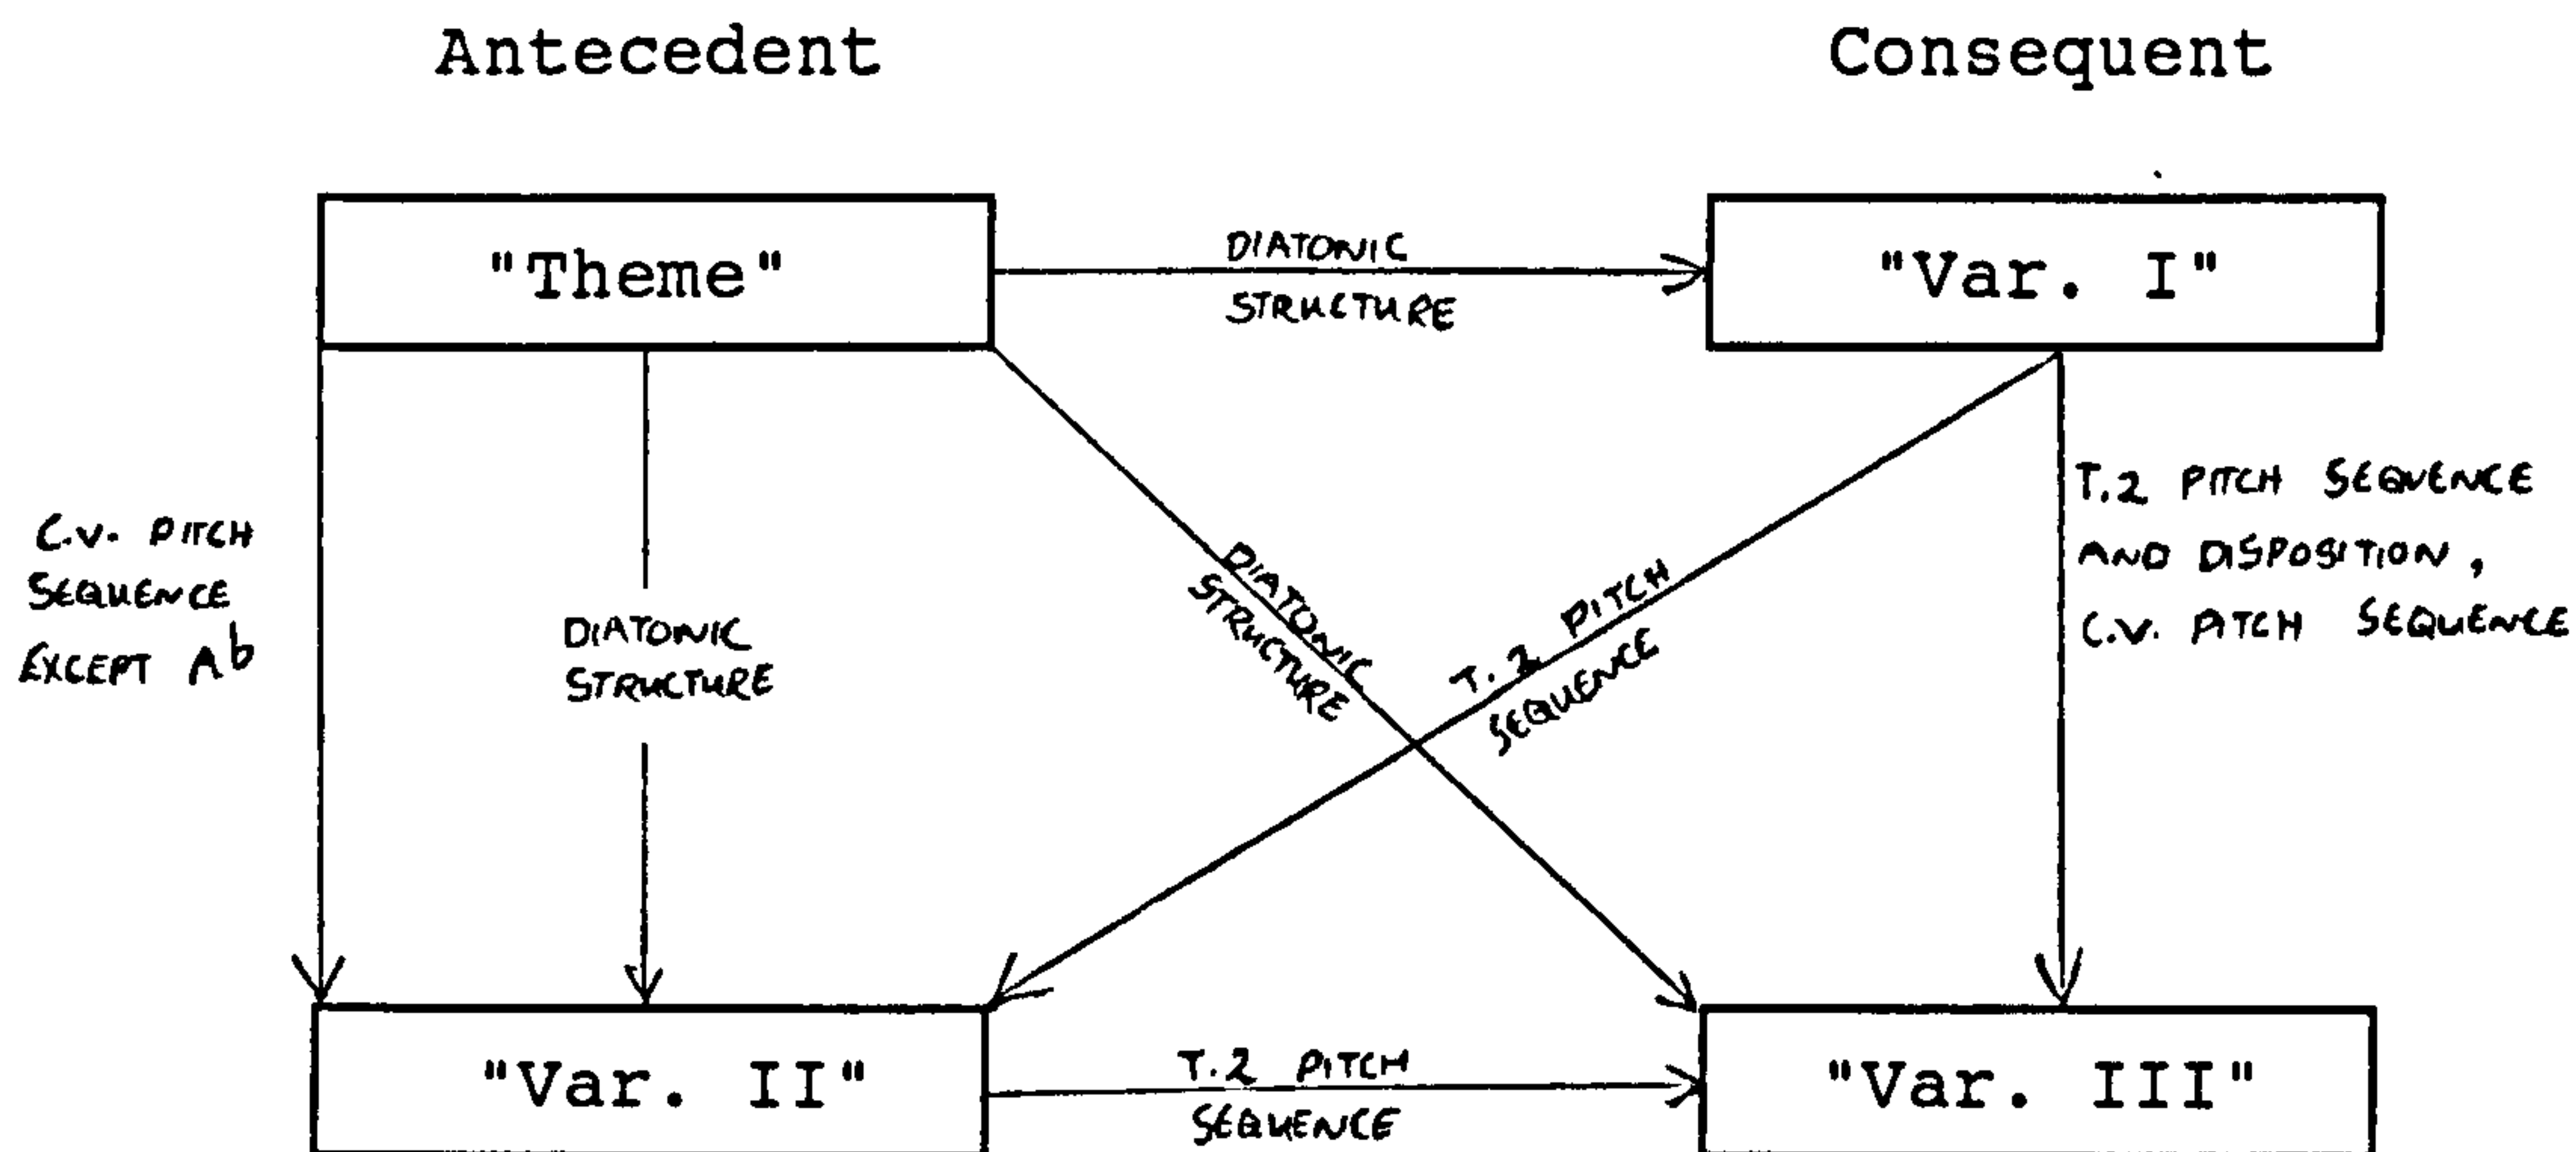 Antecedent
Consequent
"Theme"
DIATONIC
STRUCTURE
"Var. I"
C.V. PITCH
SEQUENCE
EXCEPT Ab
DIATONIC
STRUCTURE
DIATONIC
STRUCTURE
T. 2 PITCH
SEQUENCE
T.2 PITCH SEQUENCE
AND DISPOSITION,
C.V. PITCH SEQUENCE
"Var. II"
T.2 PITCH
SEQUENCE
"Var. III"